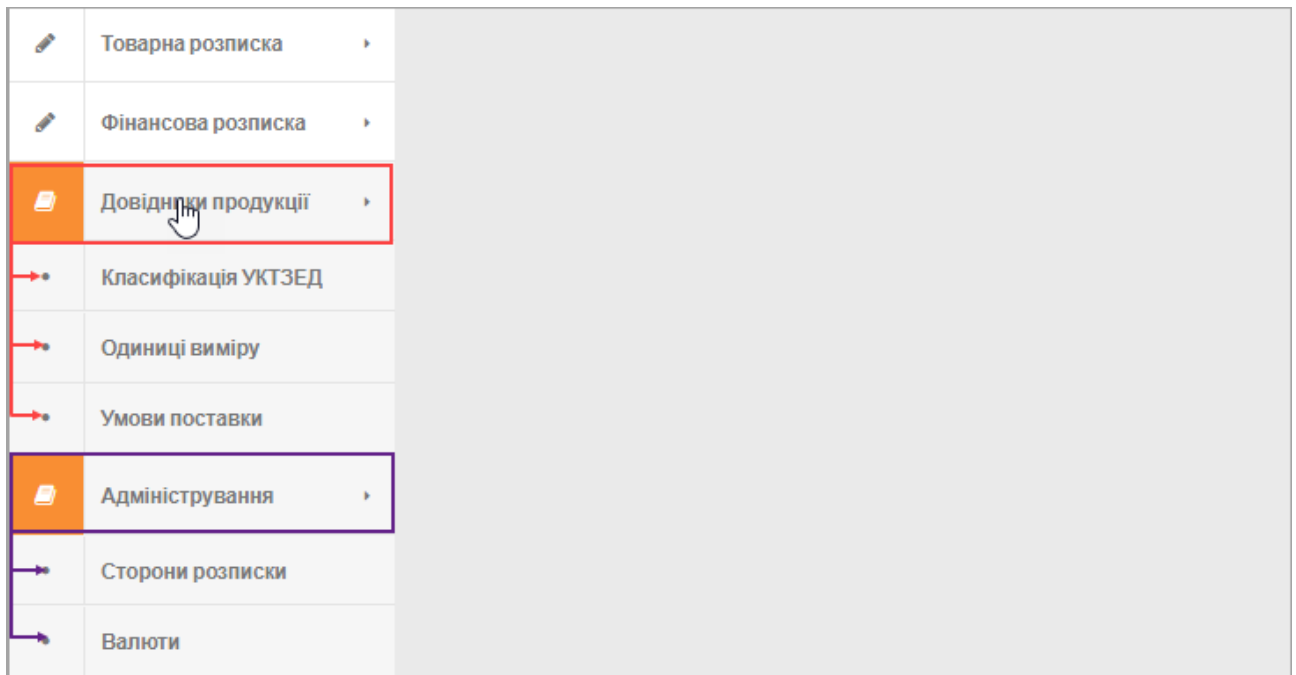 Товарна розписка
Фінансова розписка
Довідники продукції
Класифікація УКТЗЕД
Одиниці виміру
Умови поставки
Адміністрування
Сторони розписки
Валюти